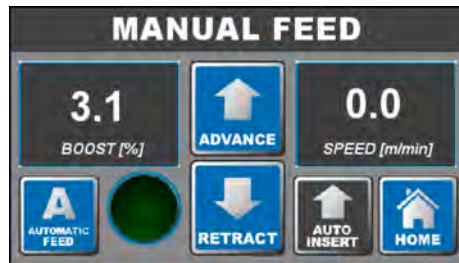 MANUAL FEED
3.1
BOOST [%]
ADVANCE
0.0
SPEED [m/min]
A
AUTOMATIC
FEED
RETRACT
AUTO
INSERT
HOME